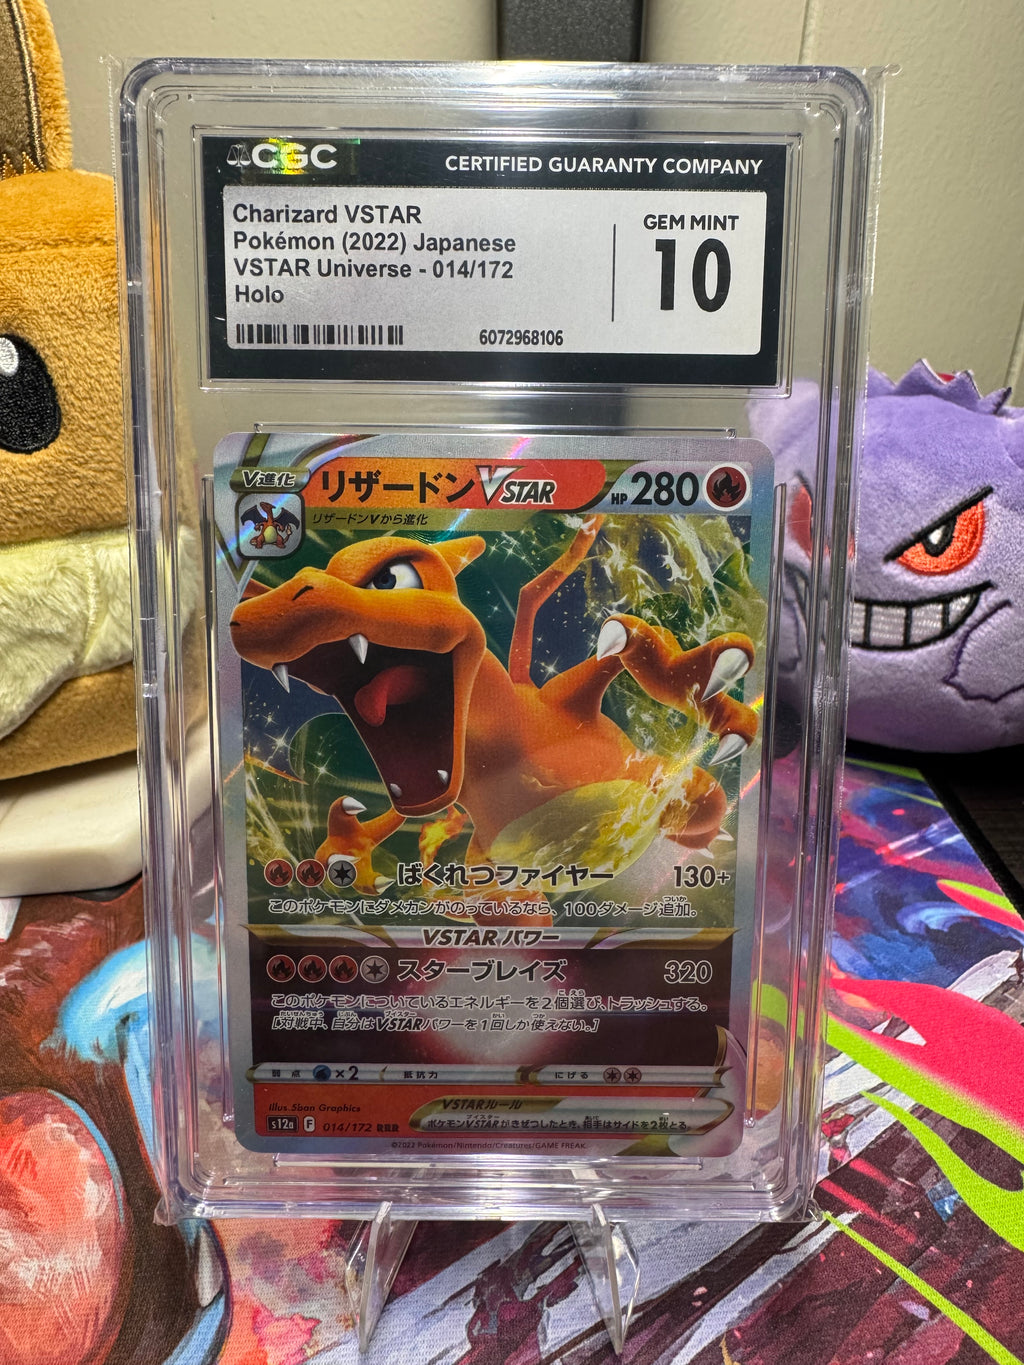 CGC CERTIFIED GUARANTY COMPANY
Charizard VSTAR
Pokémon (2022) Japanese
VSTAR Universe - 014/172
Holo
GEM MINT
10
6072968106
V進化 リザードンVSTAR HP 280
リザードンVから進化
ばくれつファイヤー 130+
このポケモンにダメカンがのっているなら、100ダメージ追加。
VSTARパワー
スターブレイズ 320
このポケモンについているエネルギーを2個選び、トラッシュする。
[対戦中、自分はVSTARパワーを1回しか使えない。]
弱点 ×2 抵抗力 にげる
Illus. 5ban Graphics
VSTARルール
s12a F 014/172 RRR
ポケモンVSTARがきぜつしたとき、相手はサイドを2枚とる。
©2022 Pokémon/Nintendo/Creatures/GAME FREAK.